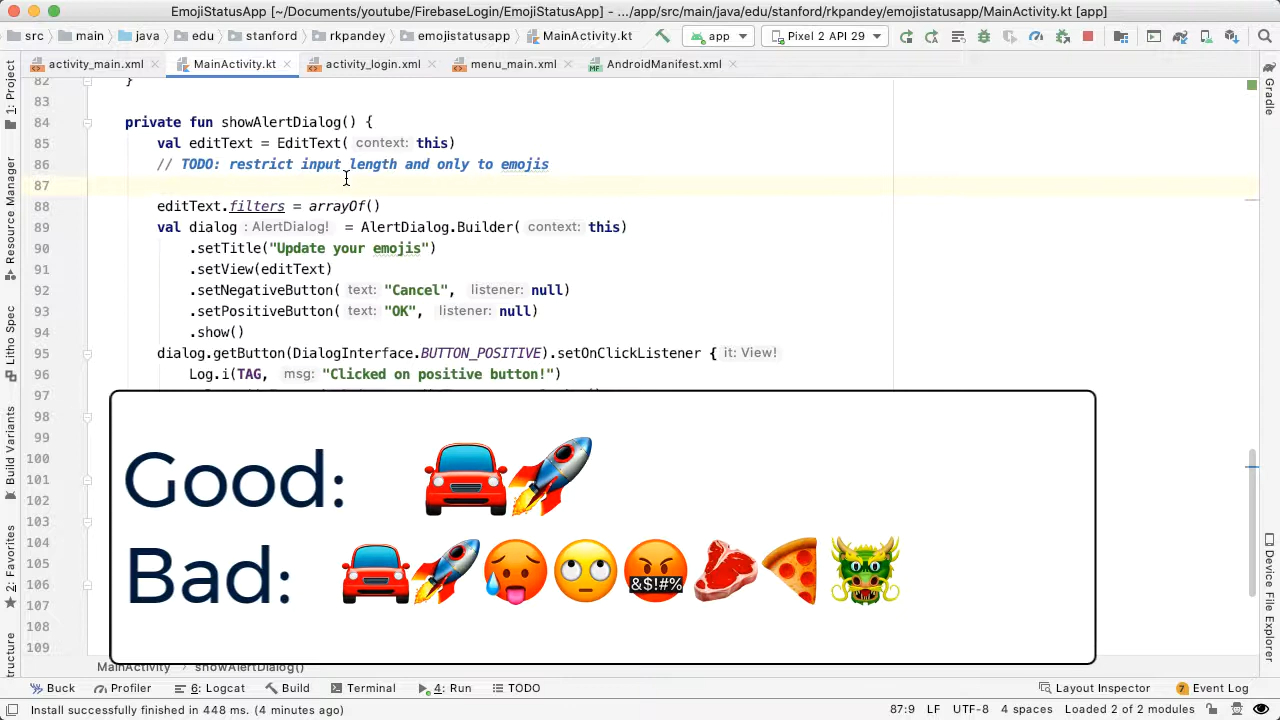 EmojiStatusApp [~/Documents/youtube/FirebaseLogin/EmojiStatusApp] - .../app/src/main/java/edu/stanford/rkpandey/emojistatusapp/MainActivity.kt [app]
src main java edu stanford rkpandey emojistatusapp MainActivity.kt app Pixel 2 API 29
activity_main.xml MainActivity.kt activity_login.xml menu_main.xml AndroidManifest.xml
82 }
83
84 private fun showAlertDialog() {
85 val editText = EditText( context: this)
86 // TODO: restrict input length and only to emojis
87
88 editText.filters = arrayOf()
89 val dialog : AlertDialog! = AlertDialog.Builder( context: this)
90 .setTitle("Update your emojis")
91 .setView(editText)
92 .setNegativeButton( text: "Cancel", listener: null)
93 .setPositiveButton( text: "OK", listener: null)
94 .show()
95 dialog.getButton(DialogInterface.BUTTON_POSITIVE).setOnClickListener { it: View!
96 Log.i(TAG, msg: "Clicked on positive button!")
97
98
99
100
101
102
103
104
105
106
107
108
109
Good: 🚗🚀
Bad: 🚗🚀🥵🙄🤬🥩🍕🐲
MainActivity › showAlertDialog()
1: Project
Resource Manager
Litho Spec
Build Variants
2: Favorites
Gradle
Device File Explorer
Buck Profiler 6: Logcat Build Terminal 4: Run TODO Layout Inspector 7 Event Log
Install successfully finished in 448 ms. (4 minutes ago) 87:9 LF UTF-8 4 spaces Loaded 2 of 2 modules